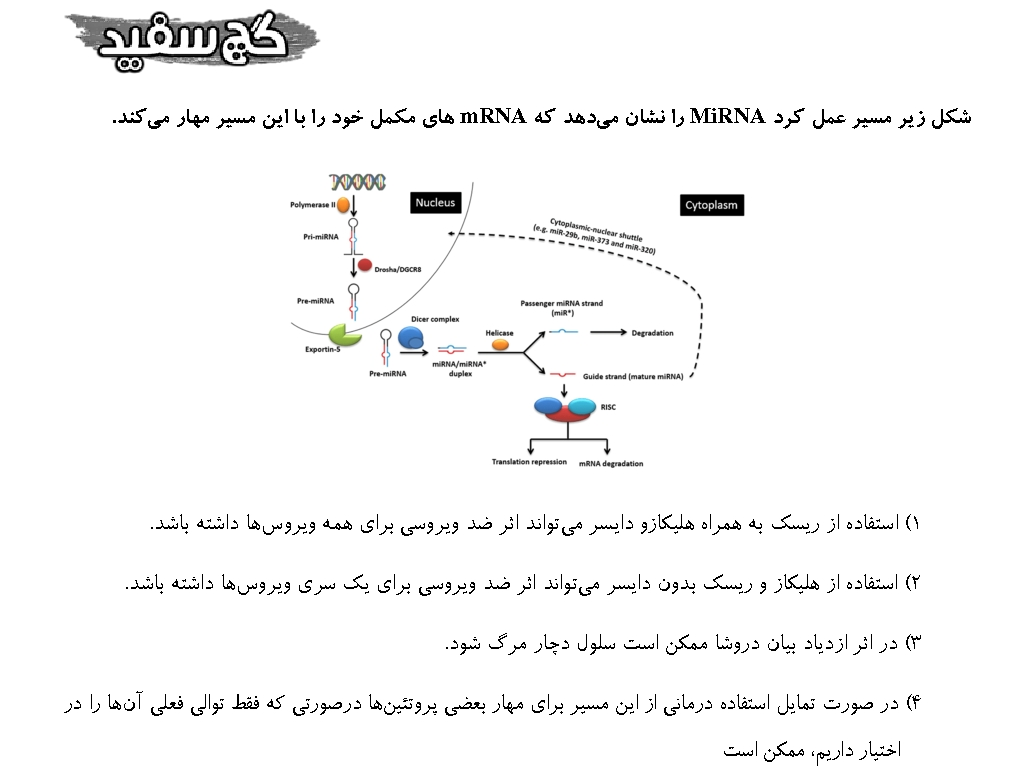 گچ سفید
شکل زیر مسیر عمل کرد MiRNA را نشان می‌دهد که mRNA های مکمل خود را با این مسیر مهار می‌کند.
Nucleus
Cytoplasm
Polymerase II
Cytoplasmic-nuclear shuttle
(e.g. miR-29b, miR-373 and miR-320)
Pri-miRNA
Drosha/DGCR8
Pre-miRNA
Passenger miRNA strand
(miR*)
Dicer complex
Helicase
Degradation
Exportin-5
Pre-miRNA
miRNA/miRNA*
duplex
Guide strand (mature miRNA)
RISC
Translation repression
mRNA degradation
۱) استفاده از ریسک به همراه هلیکازو دایسر می‌تواند اثر ضد ویروسی برای همه ویروس‌ها داشته باشد.
۲) استفاده از هلیکاز و ریسک بدون دایسر می‌تواند اثر ضد ویروسی برای یک سری ویروس‌ها داشته باشد.
۳) در اثر ازدیاد بیان دروشا ممکن است سلول دچار مرگ شود.
۴) در صورت تمایل استفاده درمانی از این مسیر برای مهار بعضی پروتئین‌ها درصورتی که فقط توالی فعلی آن‌ها را در
اختیار داریم، ممکن است